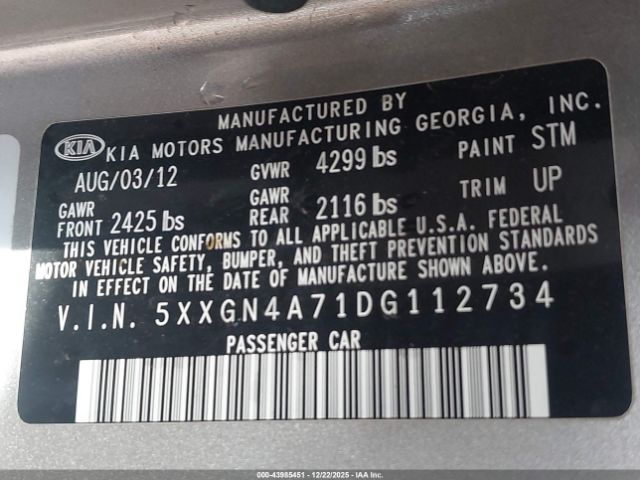 MANUFACTURED BY
KIA KIA MOTORS MANUFACTURING GEORGIA, INC.
AUG/03/12 GVWR 4299 lbs PAINT STM
GAWR FRONT 2425 lbs GAWR REAR 2116 lbs TRIM UP
THIS VEHICLE CONFORMS TO ALL APPLICABLE U.S.A. FEDERAL
MOTOR VEHICLE SAFETY, BUMPER, AND THEFT PREVENTION STANDARDS
IN EFFECT ON THE DATE OF MANUFACTURE SHOWN ABOVE.
V.I.N. 5XXGN4A71DG112734
PASSENGER CAR
000-43985451 - 12/22/2025 - IAAI